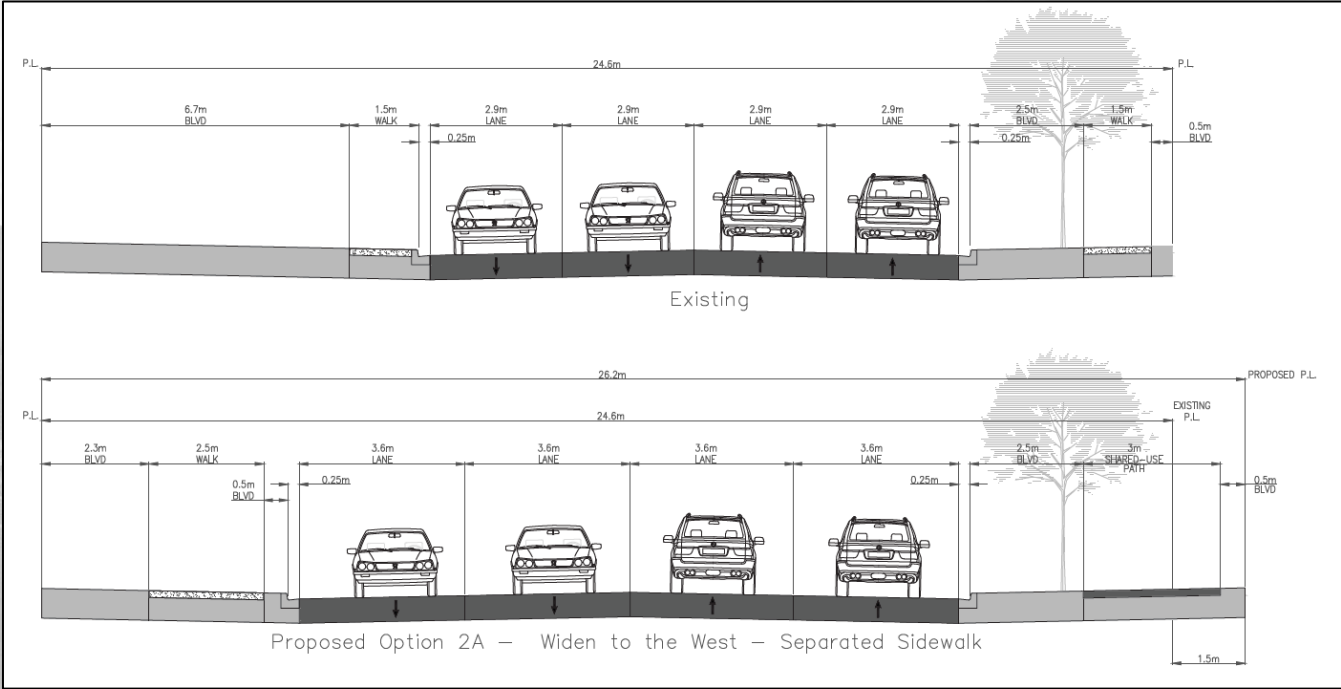 24.6m
P.L.
P.L.
6.7m
BLVD
1.5m
WALK
2.9m
LANE
2.9m
LANE
2.9m
LANE
2.9m
LANE
2.5m
BLVD
1.5m
WALK
0.5m
BLVD
0.25m
0.25m
Existing
26.2m
PROPOSED P.L.
EXISTING
P.L.
P.L.
24.6m
2.3m
BLVD
2.5m
WALK
3.6m
LANE
3.6m
LANE
3.6m
LANE
3.6m
LANE
2.5m
BLVD
3m
SHARED-USE
PATH
0.5m
BLVD
0.25m
0.25m
0.5m
BLVD
Proposed Option 2A – Widen to the West – Separated Sidewalk
1.5m